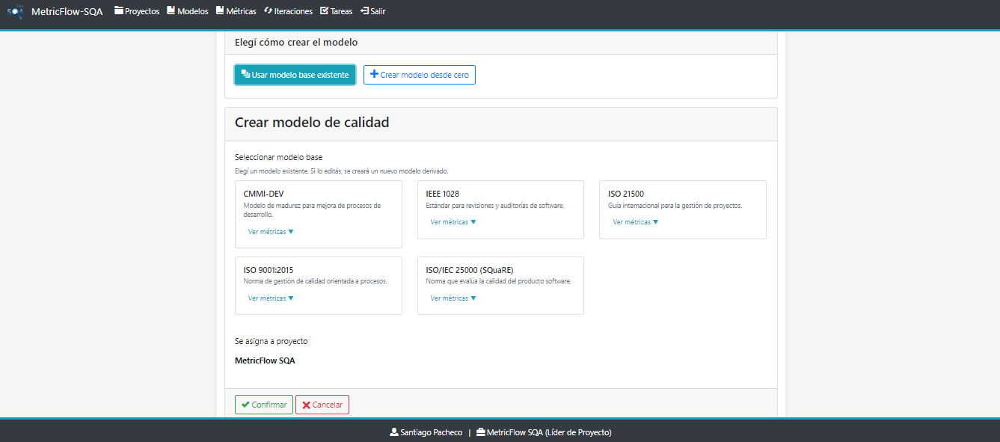 SQA MetricFlow-SQA Proyectos Modelos Métricas Iteraciones Tareas Salir
Elegí cómo crear el modelo
Usar modelo base existente Crear modelo desde cero
Crear modelo de calidad
Seleccionar modelo base
Elegí un modelo existente. Si lo editás, se creará un nuevo modelo derivado.
CMMI-DEV
Modelo de madurez para mejora de procesos de
desarrollo.
Ver métricas ▼
IEEE 1028
Estándar para revisiones y auditorías de software.
Ver métricas ▼
ISO 21500
Guía internacional para la gestión de proyectos.
Ver métricas ▼
ISO 9001:2015
Norma de gestión de calidad orientada a procesos.
Ver métricas ▼
ISO/IEC 25000 (SQuaRE)
Norma que evalúa la calidad del producto software.
Ver métricas ▼
Se asigna a proyecto
MetricFlow SQA
Confirmar Cancelar
Santiago Pacheco | MetricFlow SQA (Líder de Proyecto)